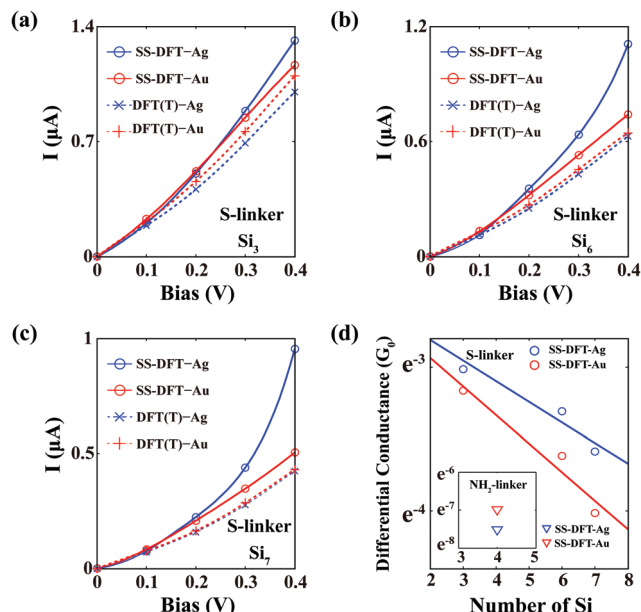 (a)
1.4
0.7
0
I (μA)
SS-DFT−Ag
SS-DFT−Au
DFT(T)−Ag
DFT(T)−Au
S-linker
Si3
0 0.1 0.2 0.3 0.4
Bias (V)
(b)
1.2
0.6
0
I (μA)
SS-DFT−Ag
SS-DFT−Au
DFT(T)−Ag
DFT(T)−Au
S-linker
Si6
0 0.1 0.2 0.3 0.4
Bias (V)
(c)
1
0.5
0
I (μA)
SS-DFT−Ag
SS-DFT−Au
DFT(T)−Ag
DFT(T)−Au
S-linker
Si7
0 0.1 0.2 0.3 0.4
Bias (V)
(d)
Differential Conductance (G0)
e−3
e−4
S-linker
SS-DFT-Ag
SS-DFT-Au
e−6
e−7
e−8
NH2-linker
3 4 5
SS-DFT-Ag
SS-DFT-Au
2 3 4 5 6 7 8
Number of Si